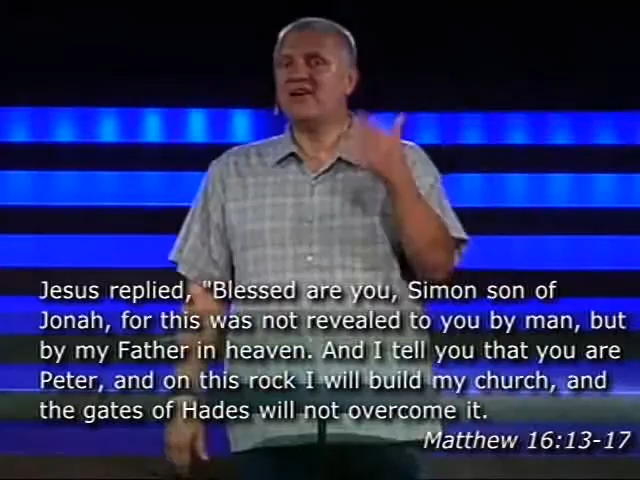 Jesus replied, "Blessed are you, Simon son of
Jonah, for this was not revealed to you by man, but
by my Father in heaven. And I tell you that you are
Peter, and on this rock I will build my church, and
the gates of Hades will not overcome it.
Matthew 16:13-17